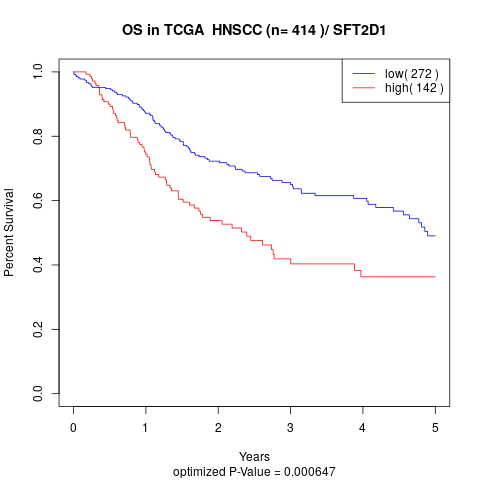 OS in TCGA  HNSCC (n= 414 )/ SFT2D1
low( 272 )
high( 142 )
Percent Survival
1.0
0.8
0.6
0.4
0.2
0.0
0 1 2 3 4 5
Years
optimized P-Value = 0.000647